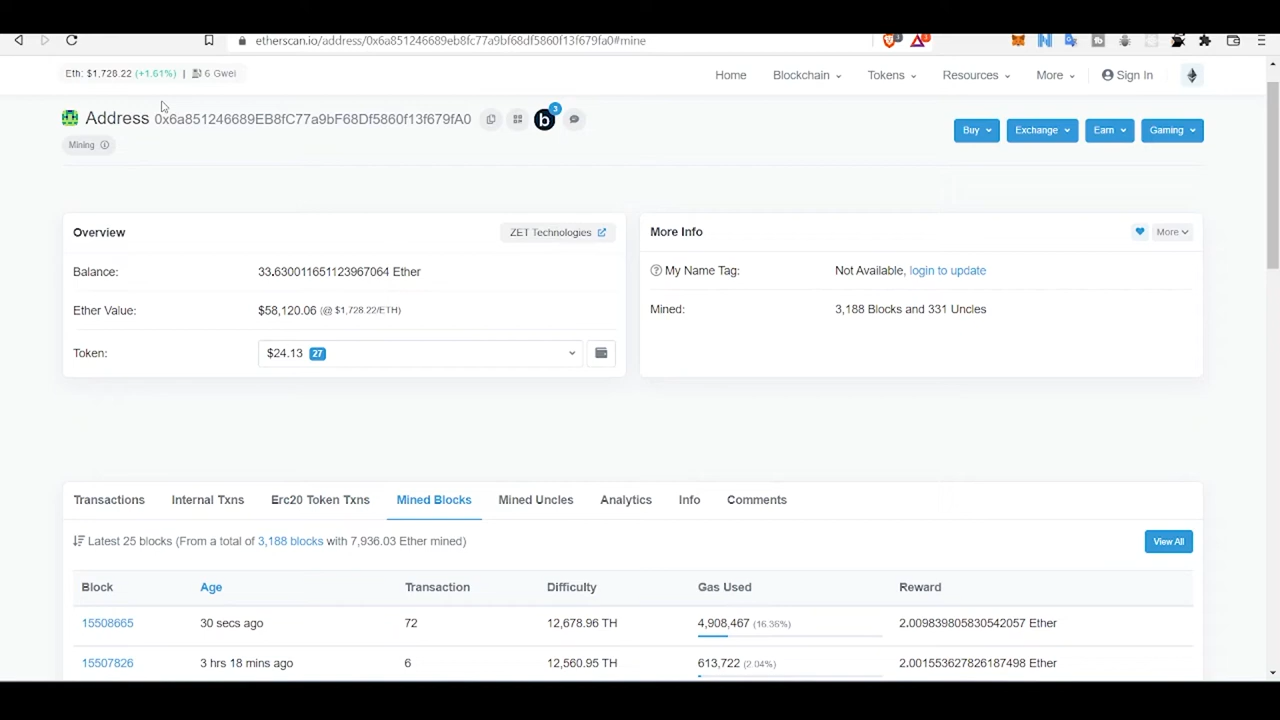 etherscan.io/address/0x6a851246689eb8fc77a9bf68df5860f13f679fa0#mine
Eth: $1,728.22 (+1.61%) | 6 Gwei
Home Blockchain Tokens Resources More Sign In
Address 0x6a851246689EB8fC77a9bF68Df5860f13f679fA0 b 3
Buy Exchange Earn Gaming
Mining
Overview ZET Technologies
Balance: 33.630011651123967064 Ether
Ether Value: $58,120.06 (@ $1,728.22/ETH)
Token: $24.13 27
More Info More
My Name Tag: Not Available, login to update
Mined: 3,188 Blocks and 331 Uncles
Transactions Internal Txns Erc20 Token Txns Mined Blocks Mined Uncles Analytics Info Comments
Latest 25 blocks (From a total of 3,188 blocks with 7,936.03 Ether mined) View All
Block Age Transaction Difficulty Gas Used Reward
15508665 30 secs ago 72 12,678.96 TH 4,908,467 (16.36%) 2.009839805830542057 Ether
15507826 3 hrs 18 mins ago 6 12,560.95 TH 613,722 (2.04%) 2.001553627826187498 Ether